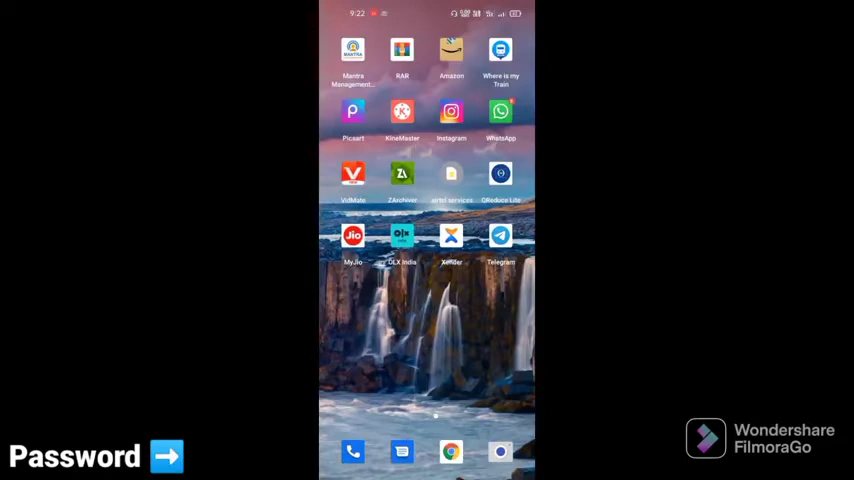 9:22
Mantra Management...
RAR
Amazon
Where is my Train
Picsart
KineMaster
Instagram
WhatsApp
VidMate
ZArchiver
airtel services
QReduce Lite
MyJio
OLX India
Xender
Telegram
Password
Wondershare
FilmoraGo